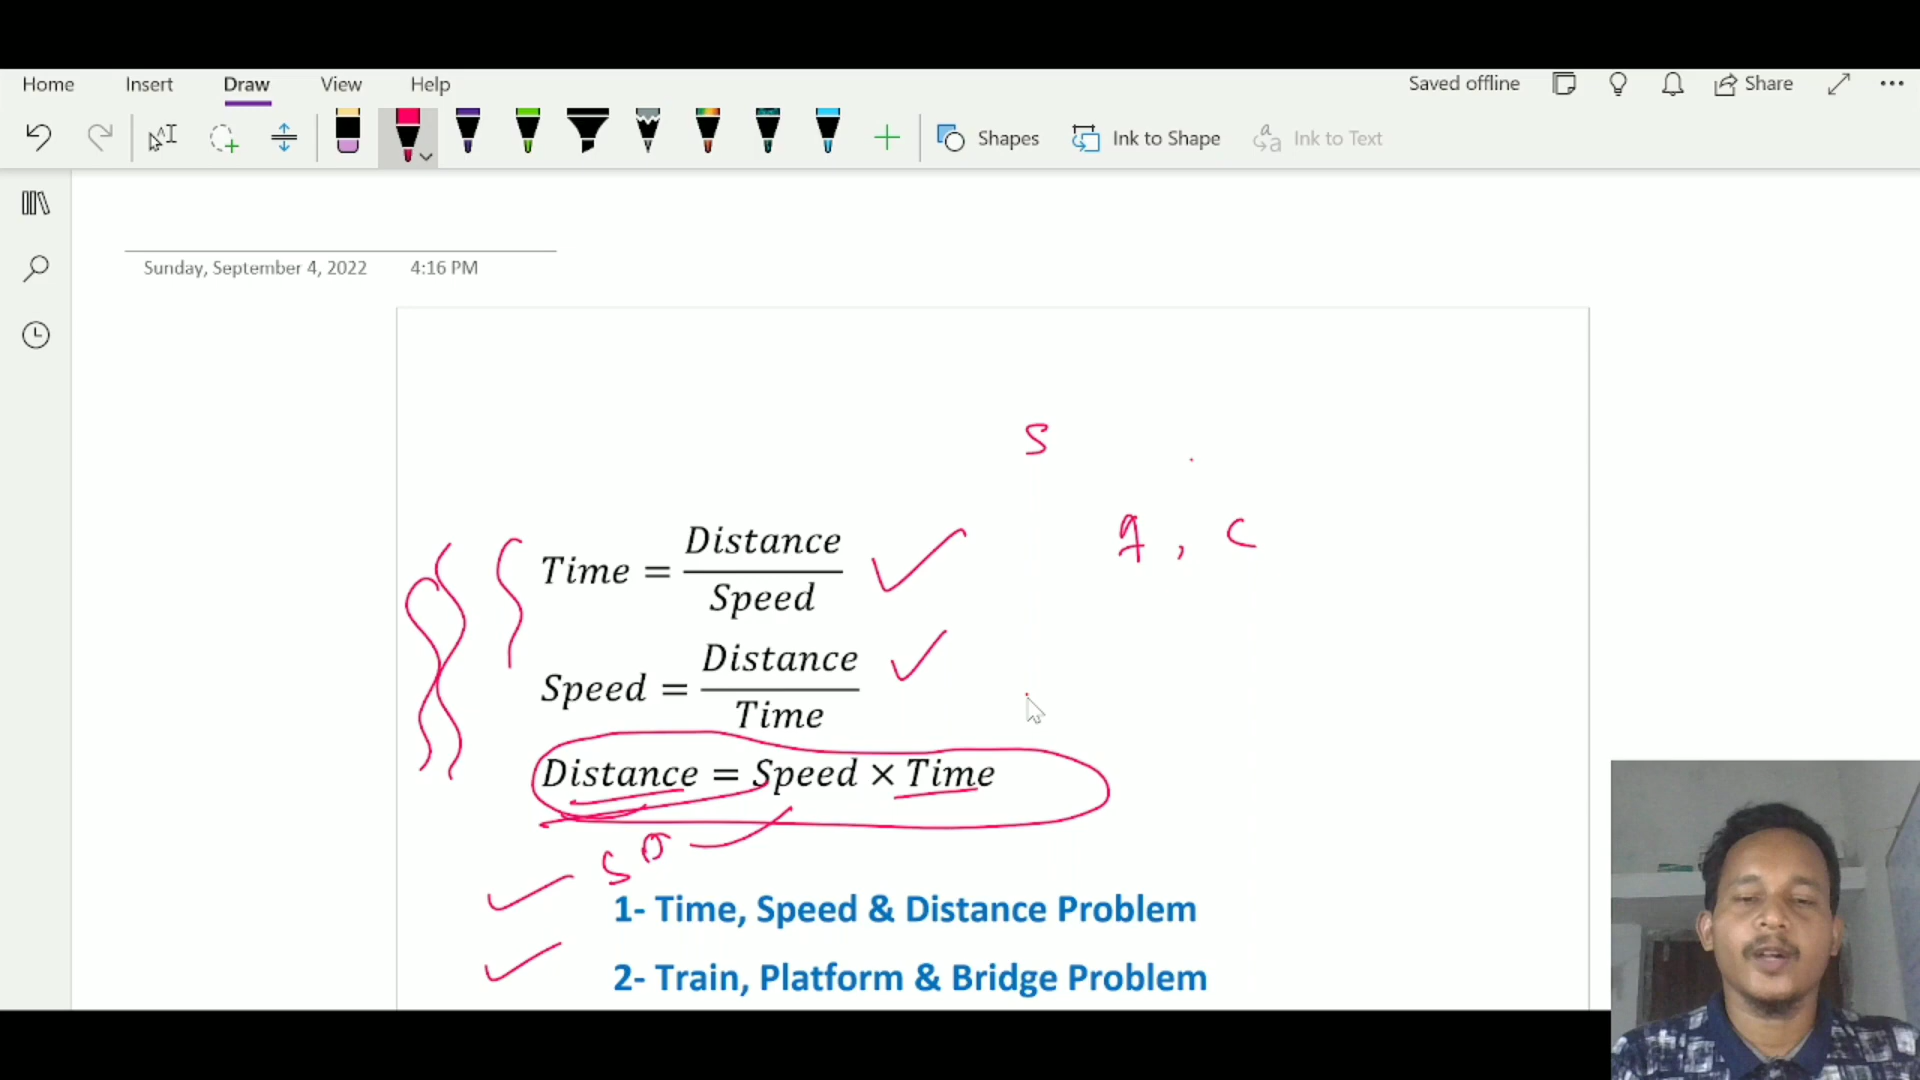 Home Insert Draw View Help Saved offline Share
Shapes Ink to Shape Ink to Text
Sunday, September 4, 2022 4:16 PM
S
q , c
Time = Distance / Speed
Speed = Distance / Time
Distance = Speed × Time
S
1- Time, Speed & Distance Problem
2- Train, Platform & Bridge Problem